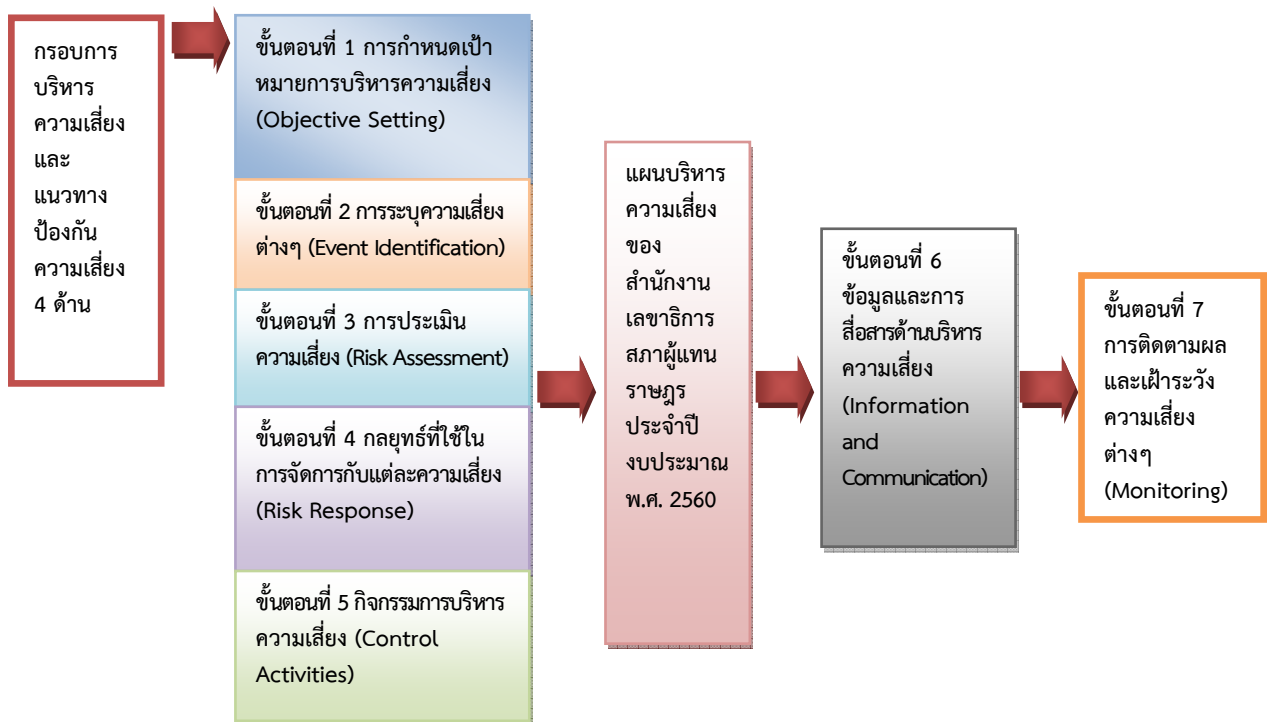 กรอบการ
บริหาร
ความเสี่ยง
และ
แนวทาง
ป้องกัน
ความเสี่ยง
4 ด้าน
ขั้นตอนที่ 1 การกำหนดเป้า
หมายการบริหารความเสี่ยง
(Objective Setting)
ขั้นตอนที่ 2 การระบุความเสี่ยง
ต่างๆ (Event Identification)
ขั้นตอนที่ 3 การประเมิน
ความเสี่ยง (Risk Assessment)
ขั้นตอนที่ 4 กลยุทธ์ที่ใช้ใน
การจัดการกับแต่ละความเสี่ยง
(Risk Response)
ขั้นตอนที่ 5 กิจกรรมการบริหาร
ความเสี่ยง (Control
Activities)
แผนบริหาร
ความเสี่ยง
ของ
สำนักงาน
เลขาธิการ
สภาผู้แทน
ราษฎร
ประจำปี
งบประมาณ
พ.ศ. 2560
ขั้นตอนที่ 6
ข้อมูลและการ
สื่อสารด้านบริหาร
ความเสี่ยง
(Information
and
Communication)
ขั้นตอนที่ 7
การติดตามผล
และเฝ้าระวัง
ความเสี่ยง
ต่างๆ
(Monitoring)